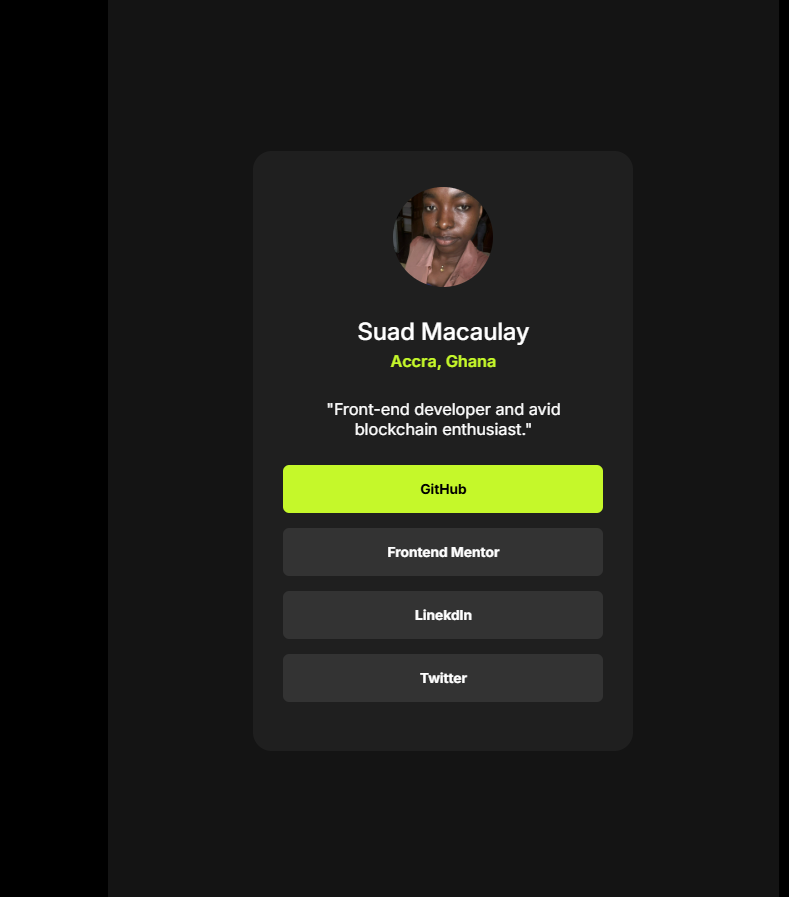 Suad Macaulay
Accra, Ghana
"Front-end developer and avid
blockchain enthusiast."
GitHub
Frontend Mentor
LinekdIn
Twitter